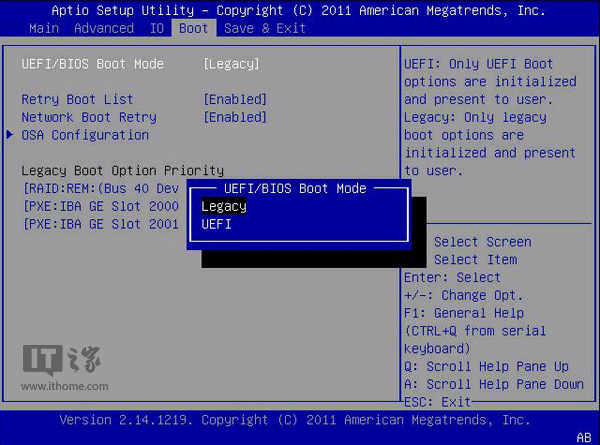 Aptio Setup Utility – Copyright (C) 2011 American Megatrends, Inc.
Main Advanced IO Boot Save & Exit
UEFI/BIOS Boot Mode [Legacy]
Retry Boot List [Enabled]
Network Boot Retry [Enabled]
OSA Configuration
Legacy Boot Option Priority
[RAID:REM:(Bus 40 Dev
[PXE:IBA GE Slot 2000
[PXE:IBA GE Slot 2001
UEFI/BIOS Boot Mode
Legacy
UEFI
UEFI: Only UEFI Boot
options are initialized
and present to user.
Legacy: Only legacy
boot options are
initialized and present
to user.
Select Screen
Select Item
Enter: Select
+/-: Change Opt.
F1: General Help
(CTRL+Q from serial
keyboard)
Q: Scroll Help Pane Up
A: Scroll Help Pane Down
ESC: Exit
IT之家
www.ithome.com
Version 2.14.1219. Copyright (C) 2011 American Megatrends, Inc.
AB